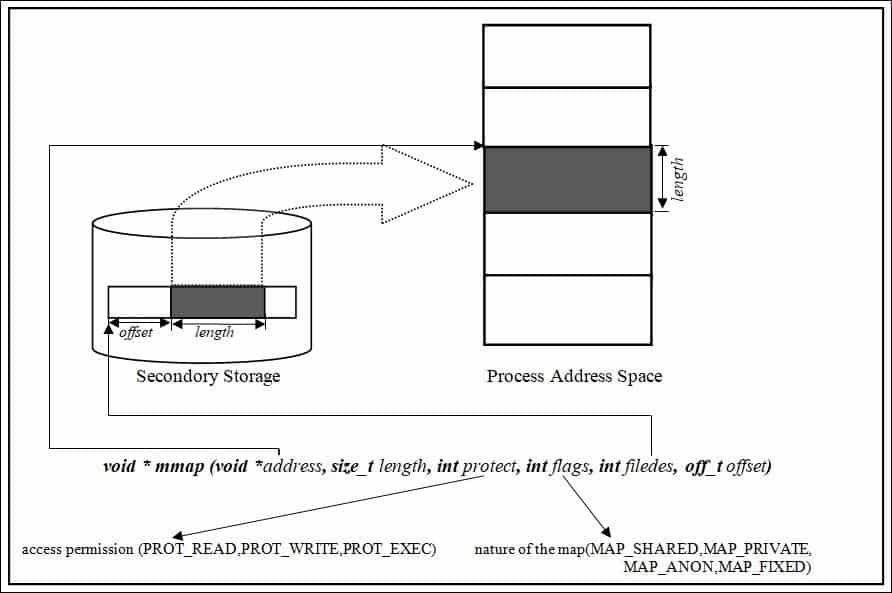 length
offset
length
Secondory Storage
Process Address Space
void * mmap (void *address, size_t length, int protect, int flags, int filedes, off_t offset)
access permission (PROT_READ,PROT_WRITE,PROT_EXEC)
nature of the map(MAP_SHARED,MAP_PRIVATE,
MAP_ANON,MAP_FIXED)